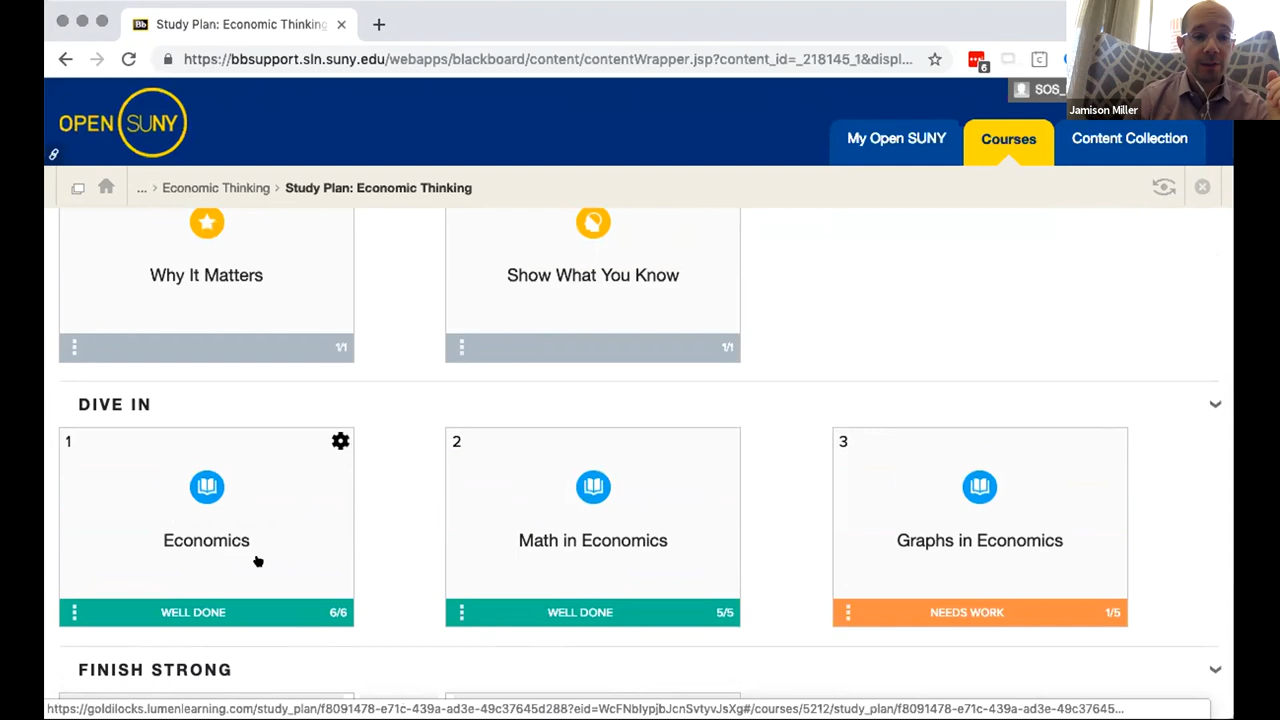 Bb Study Plan: Economic Thinking
https://bbsupport.sln.suny.edu/webapps/blackboard/content/contentWrapper.jsp?content_id=_218145_1&displ...
6
C
SOS_
Jamison Miller
OPEN SUNY
My Open SUNY
Courses
Content Collection
... > Economic Thinking > Study Plan: Economic Thinking
Why It Matters
Show What You Know
1/1
1/1
DIVE IN
1
2
3
Economics
Math in Economics
Graphs in Economics
WELL DONE 6/6
WELL DONE 5/5
NEEDS WORK 1/5
FINISH STRONG
https://goldilocks.lumenlearning.com/study_plan/f8091478-e71c-439a-ad3e-49c37645d288?eid=WcFNbIypjbJcnSvtyvJsXg#/courses/5212/study_plan/f8091478-e71c-439a-ad3e-49c37645...